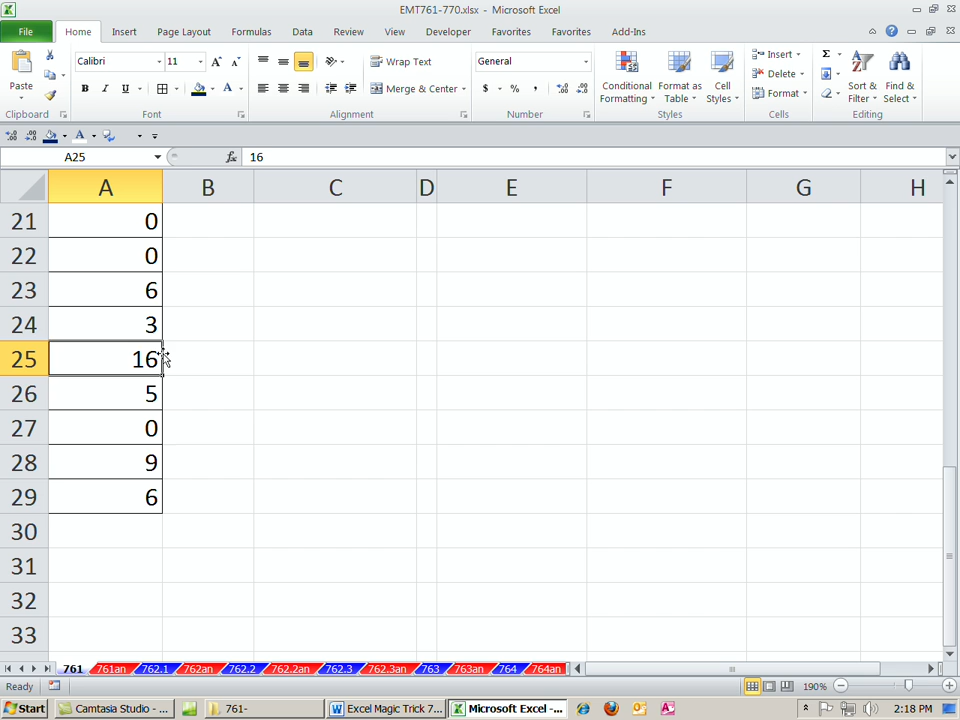 EMT761-770.xlsx - Microsoft Excel
File Home Insert Page Layout Formulas Data Review View Developer Favorites Favorites Add-Ins
Paste Calibri 11 Wrap Text General Conditional Formatting Format as Table Cell Styles Insert Sort & Filter Find & Select
B I U Merge & Center $ % , Delete
Format
Clipboard Font Alignment Number Styles Cells Editing
A25 fx 16
A B C D E F G H
21 0
22 0
23 6
24 3
25 16
26 5
27 0
28 9
29 6
30
31
32
33
761 761an 762.1 762an 762.2 762.2an 762.3 762.3an 763 763an 764 764an
Ready 190%
Start Camtasia Studio - ... 761- Excel Magic Trick 7... Microsoft Excel -... 2:18 PM